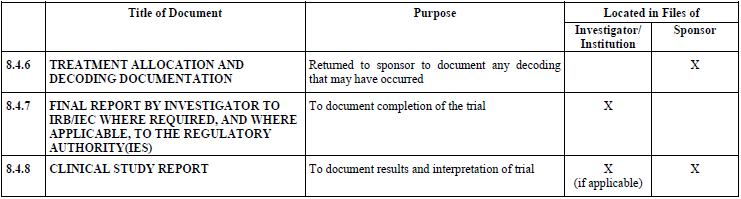 Title of Document Purpose Located in Files of
Investigator/ Sponsor
Institution
8.4.6 TREATMENT ALLOCATION AND Returned to sponsor to document any decoding X
DECODING DOCUMENTATION that may have occurred
8.4.7 FINAL REPORT BY INVESTIGATOR TO To document completion of the trial X
IRB/IEC WHERE REQUIRED, AND WHERE
APPLICABLE, TO THE REGULATORY
AUTHORITY(IES)
8.4.8 CLINICAL STUDY REPORT To document results and interpretation of trial X X
(if applicable)